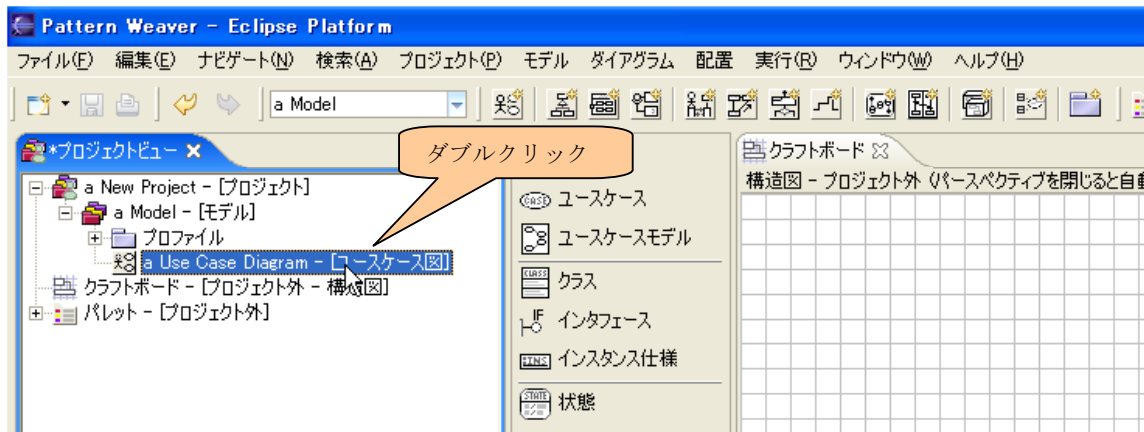 Pattern Weaver - Eclipse Platform
ファイル(F) 編集(E) ナビゲート(N) 検索(A) プロジェクト(P) モデル ダイアグラム 配置 実行(R) ウィンドウ(W) ヘルプ(H)
a Model
*プロジェクトビュー
ダブルクリック
a New Project - [プロジェクト]
a Model - [モデル]
プロファイル
a Use Case Diagram - [ユースケース図]
クラフトボード - [プロジェクト外 - 構造図]
パレット - [プロジェクト外]
CASE ユースケース
ユースケースモデル
CLASS クラス
IF インタフェース
INS インスタンス仕様
STATE 状態
クラフトボード
構造図 - プロジェクト外 (パースペクティブを閉じると自動